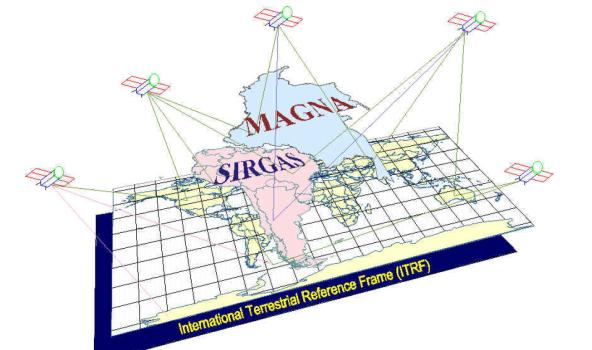 MAGNA
SIRGAS
International Terrestrial Reference Frame (ITRF)